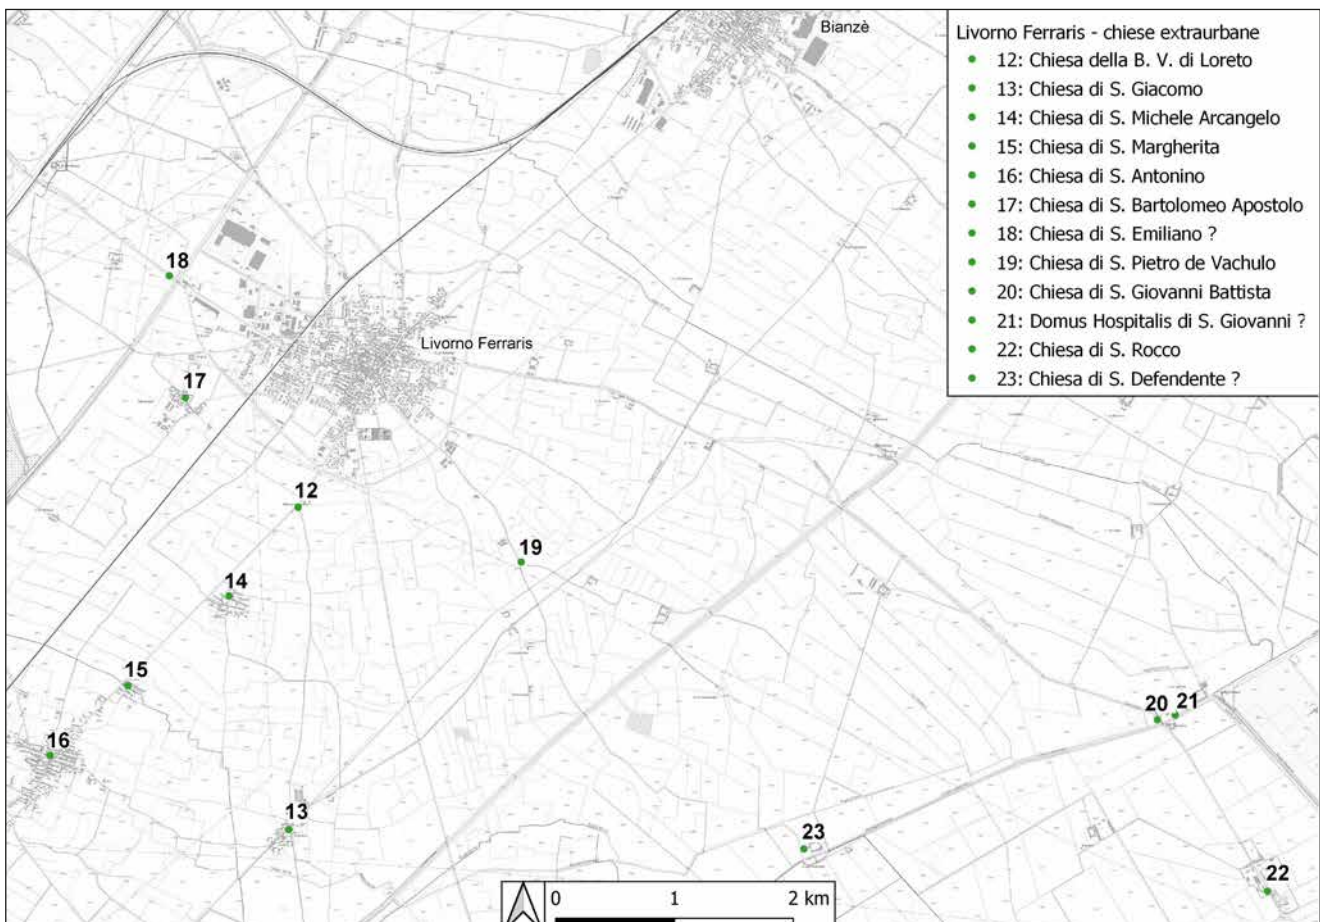 Bianzè
Livorno Ferraris - chiese extraurbane
12: Chiesa della B. V. di Loreto
13: Chiesa di S. Giacomo
14: Chiesa di S. Michele Arcangelo
15: Chiesa di S. Margherita
16: Chiesa di S. Antonino
17: Chiesa di S. Bartolomeo Apostolo
18: Chiesa di S. Emiliano ?
19: Chiesa di S. Pietro de Vachulo
20: Chiesa di S. Giovanni Battista
21: Domus Hospitalis di S. Giovanni ?
22: Chiesa di S. Rocco
23: Chiesa di S. Defendente ?
18
Livorno Ferraris
17
12
19
14
15
20
21
16
13
23
22
0 1 2 km